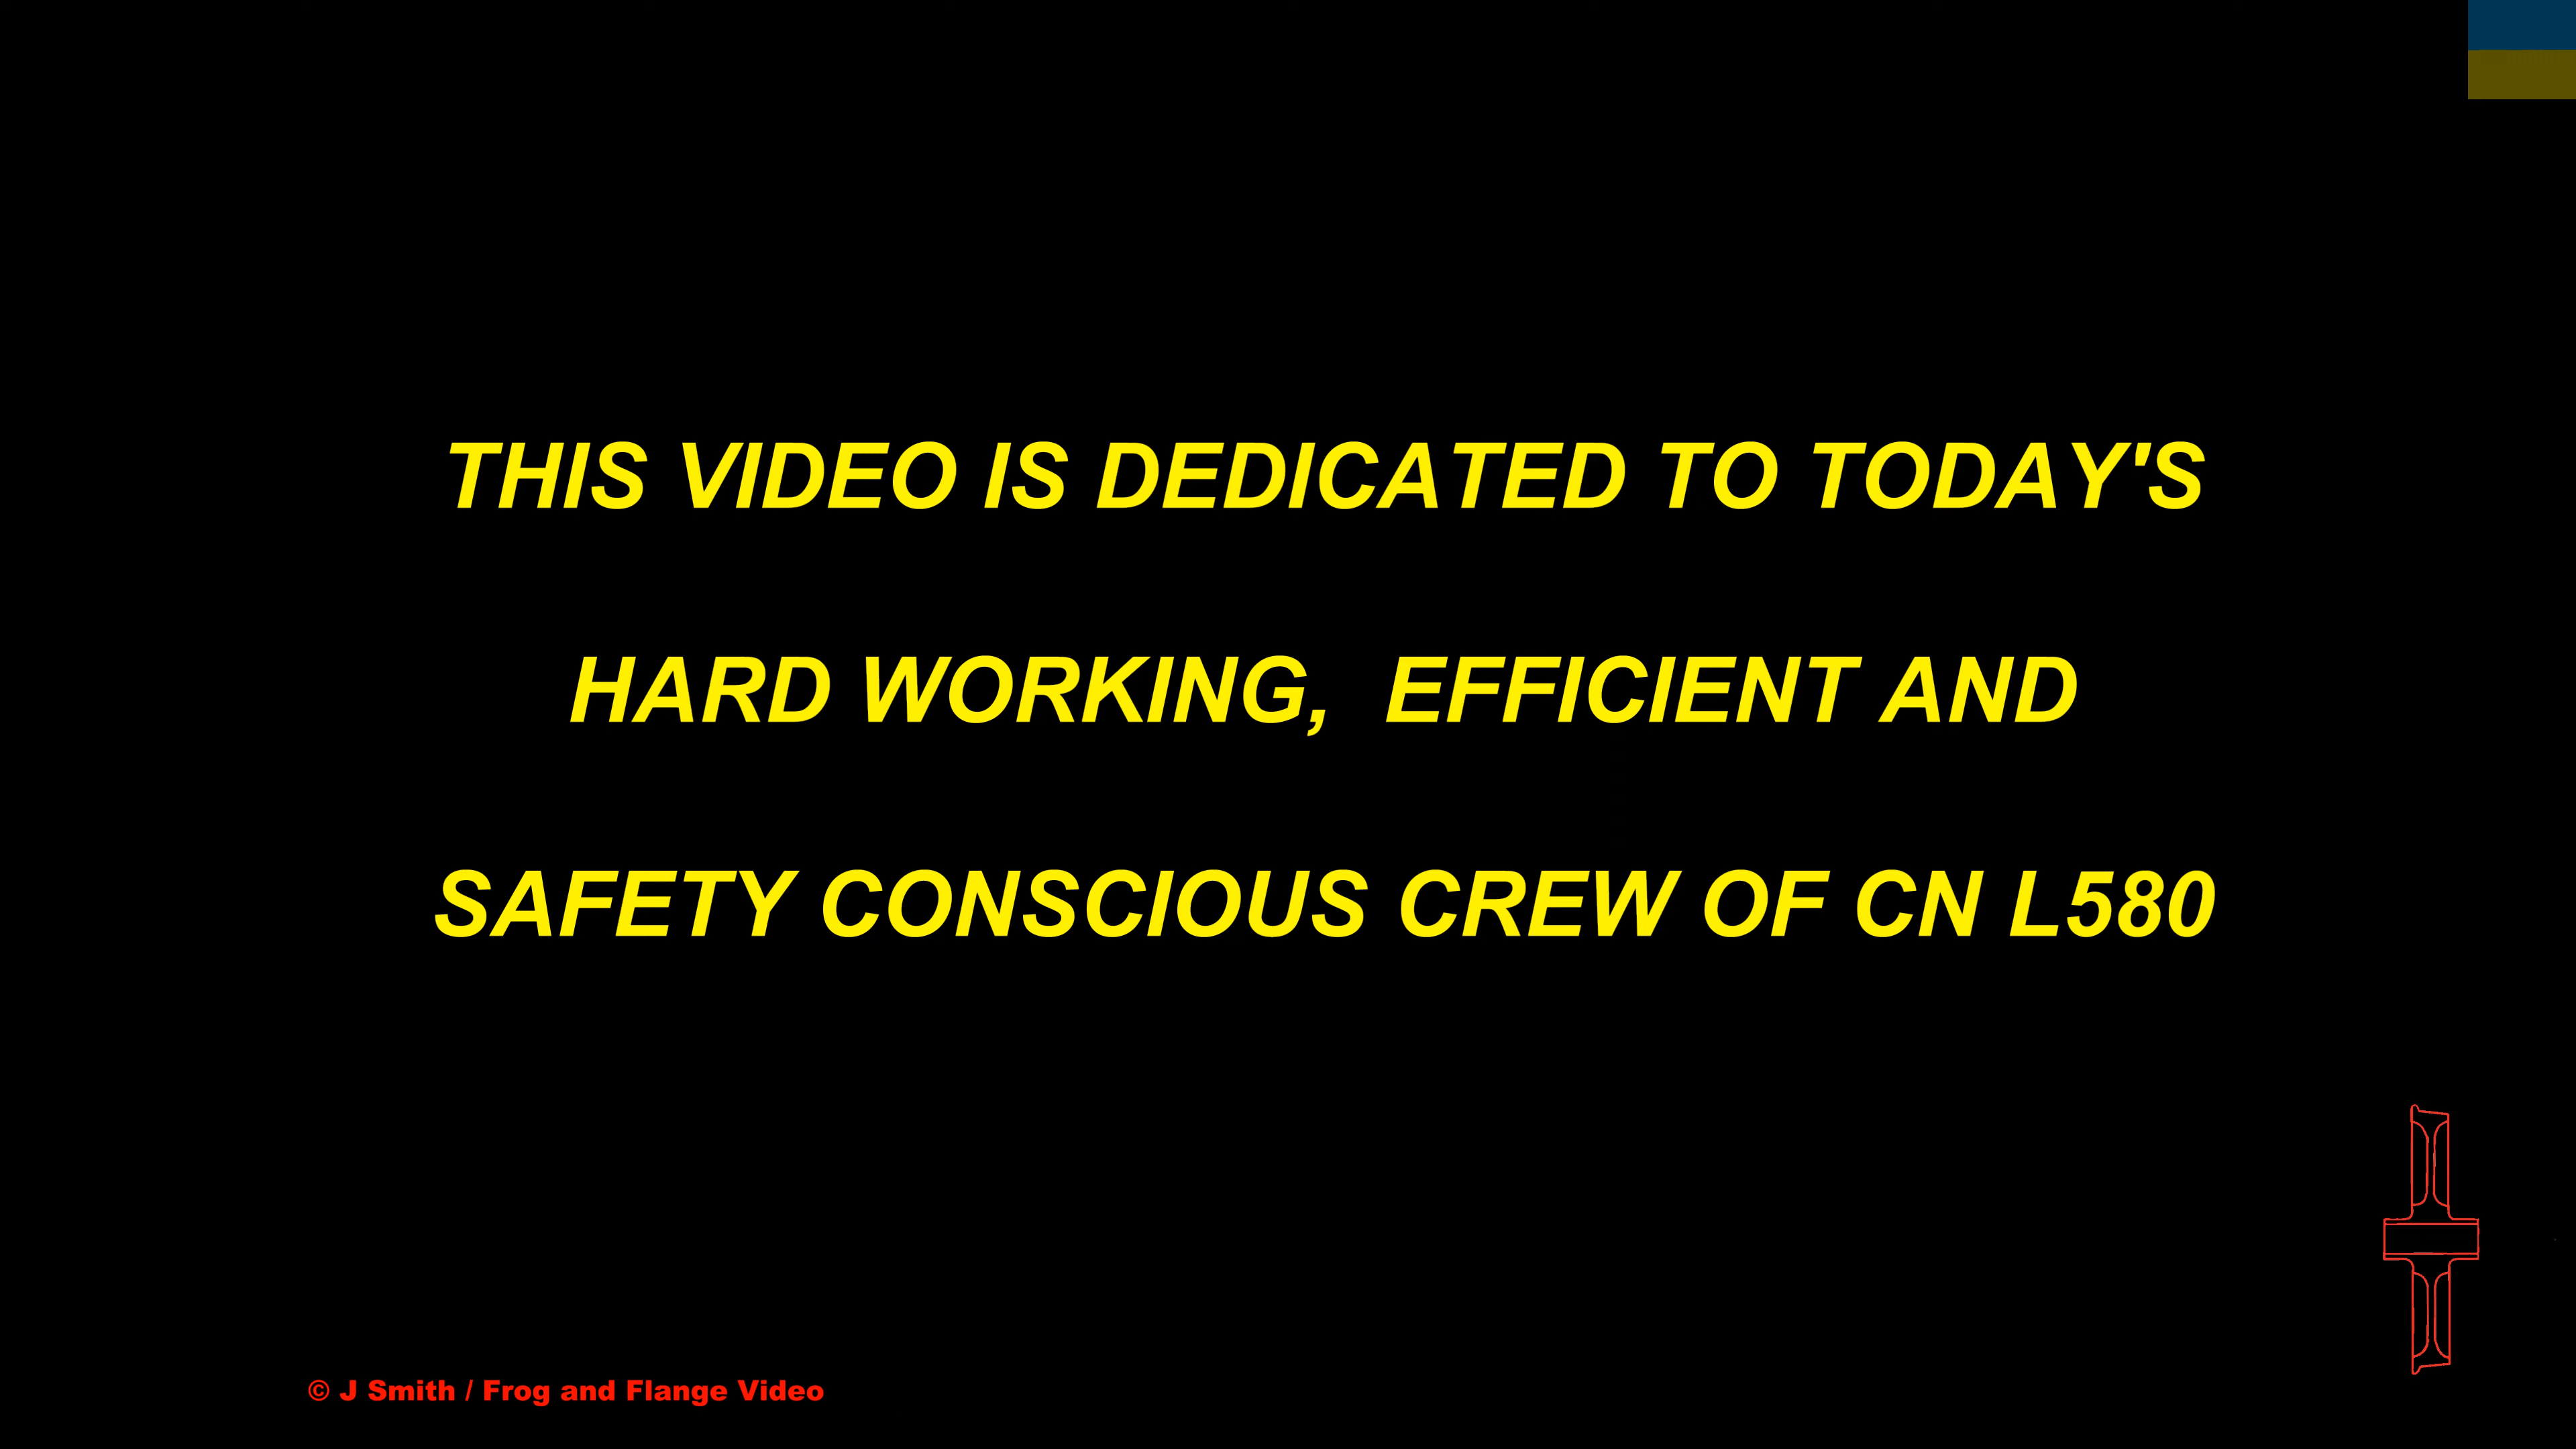 THIS VIDEO IS DEDICATED TO TODAY'S
HARD WORKING,  EFFICIENT AND
SAFETY CONSCIOUS CREW OF CN L580
© J Smith / Frog and Flange Video